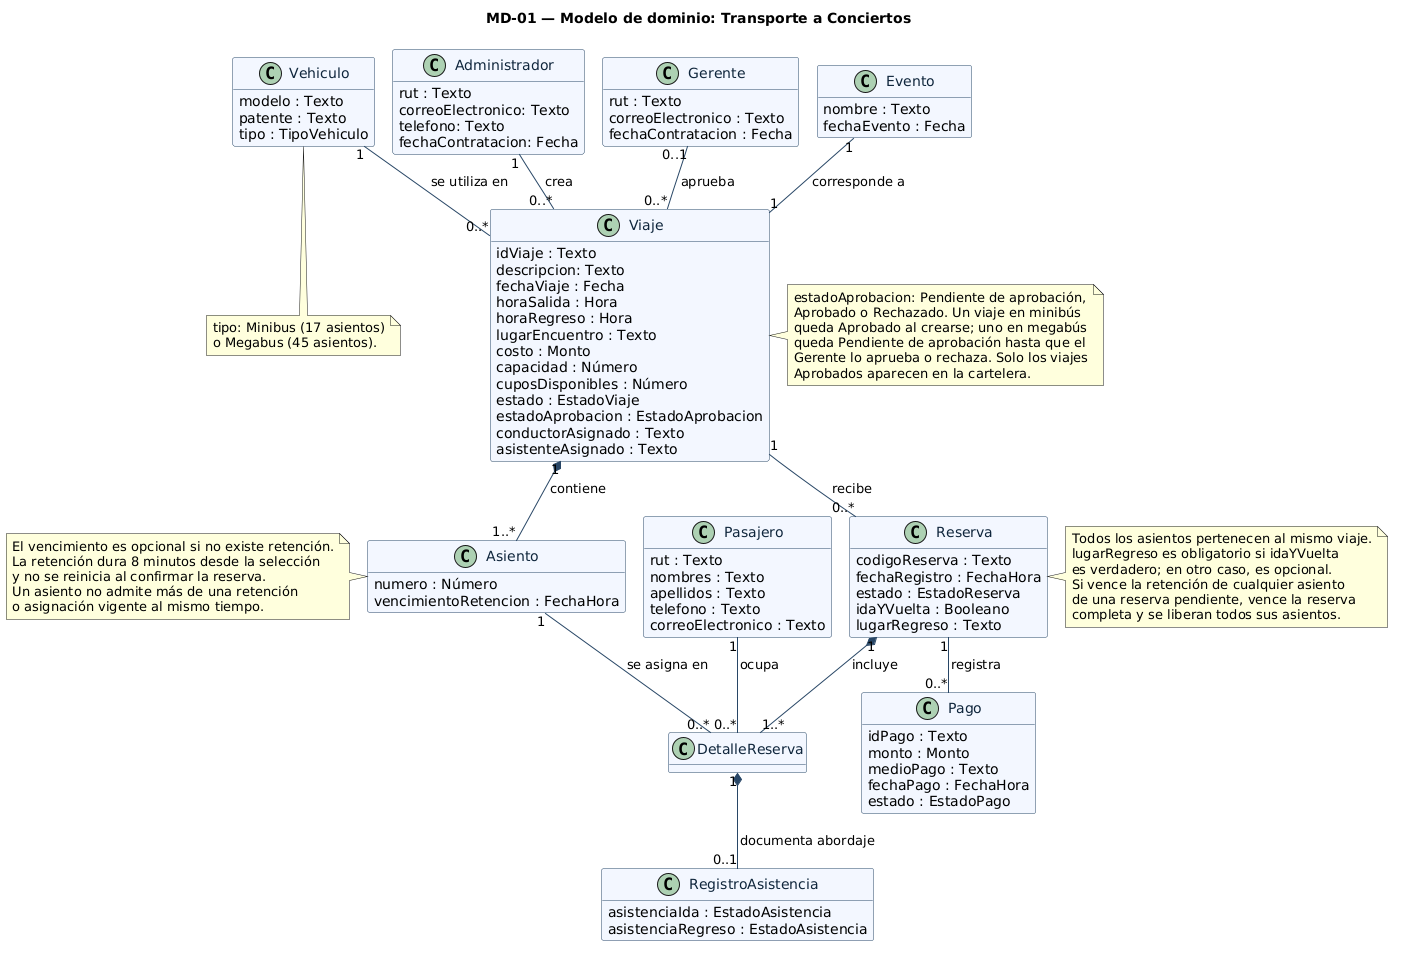 MD-01 — Modelo de dominio: Transporte a Conciertos
C Vehiculo
modelo : Texto
patente : Texto
tipo : TipoVehiculo
C Administrador
rut : Texto
correoElectronico: Texto
telefono: Texto
fechaContratacion: Fecha
C Gerente
rut : Texto
correoElectronico : Texto
fechaContratacion : Fecha
C Evento
nombre : Texto
fechaEvento : Fecha
1
se utiliza en
0..*
1
crea
0..*
0..1
aprueba
0..*
1
corresponde a
1
C Viaje
idViaje : Texto
descripcion: Texto
fechaViaje : Fecha
horaSalida : Hora
horaRegreso : Hora
lugarEncuentro : Texto
costo : Monto
capacidad : Número
cuposDisponibles : Número
estado : EstadoViaje
estadoAprobacion : EstadoAprobacion
conductorAsignado : Texto
asistenteAsignado : Texto
tipo: Minibus (17 asientos)
o Megabus (45 asientos).
estadoAprobacion: Pendiente de aprobación,
Aprobado o Rechazado. Un viaje en minibús
queda Aprobado al crearse; uno en megabús
queda Pendiente de aprobación hasta que el
Gerente lo aprueba o rechaza. Solo los viajes
Aprobados aparecen en la cartelera.
1
contiene
1..*
1
recibe
0..*
El vencimiento es opcional si no existe retención.
La retención dura 8 minutos desde la selección
y no se reinicia al confirmar la reserva.
Un asiento no admite más de una retención
o asignación vigente al mismo tiempo.
C Asiento
numero : Número
vencimientoRetencion : FechaHora
C Pasajero
rut : Texto
nombres : Texto
apellidos : Texto
telefono : Texto
correoElectronico : Texto
C Reserva
codigoReserva : Texto
fechaRegistro : FechaHora
estado : EstadoReserva
idaYVuelta : Booleano
lugarRegreso : Texto
Todos los asientos pertenecen al mismo viaje.
lugarRegreso es obligatorio si idaYVuelta
es verdadero; en otro caso, es opcional.
Si vence la retención de cualquier asiento
de una reserva pendiente, vence la reserva
completa y se liberan todos sus asientos.
1
se asigna en
0..*
1
ocupa
0..*
1
incluye
1..*
1
registra
0..*
C DetalleReserva
C Pago
idPago : Texto
monto : Monto
medioPago : Texto
fechaPago : FechaHora
estado : EstadoPago
1
documenta abordaje
0..1
C RegistroAsistencia
asistenciaIda : EstadoAsistencia
asistenciaRegreso : EstadoAsistencia